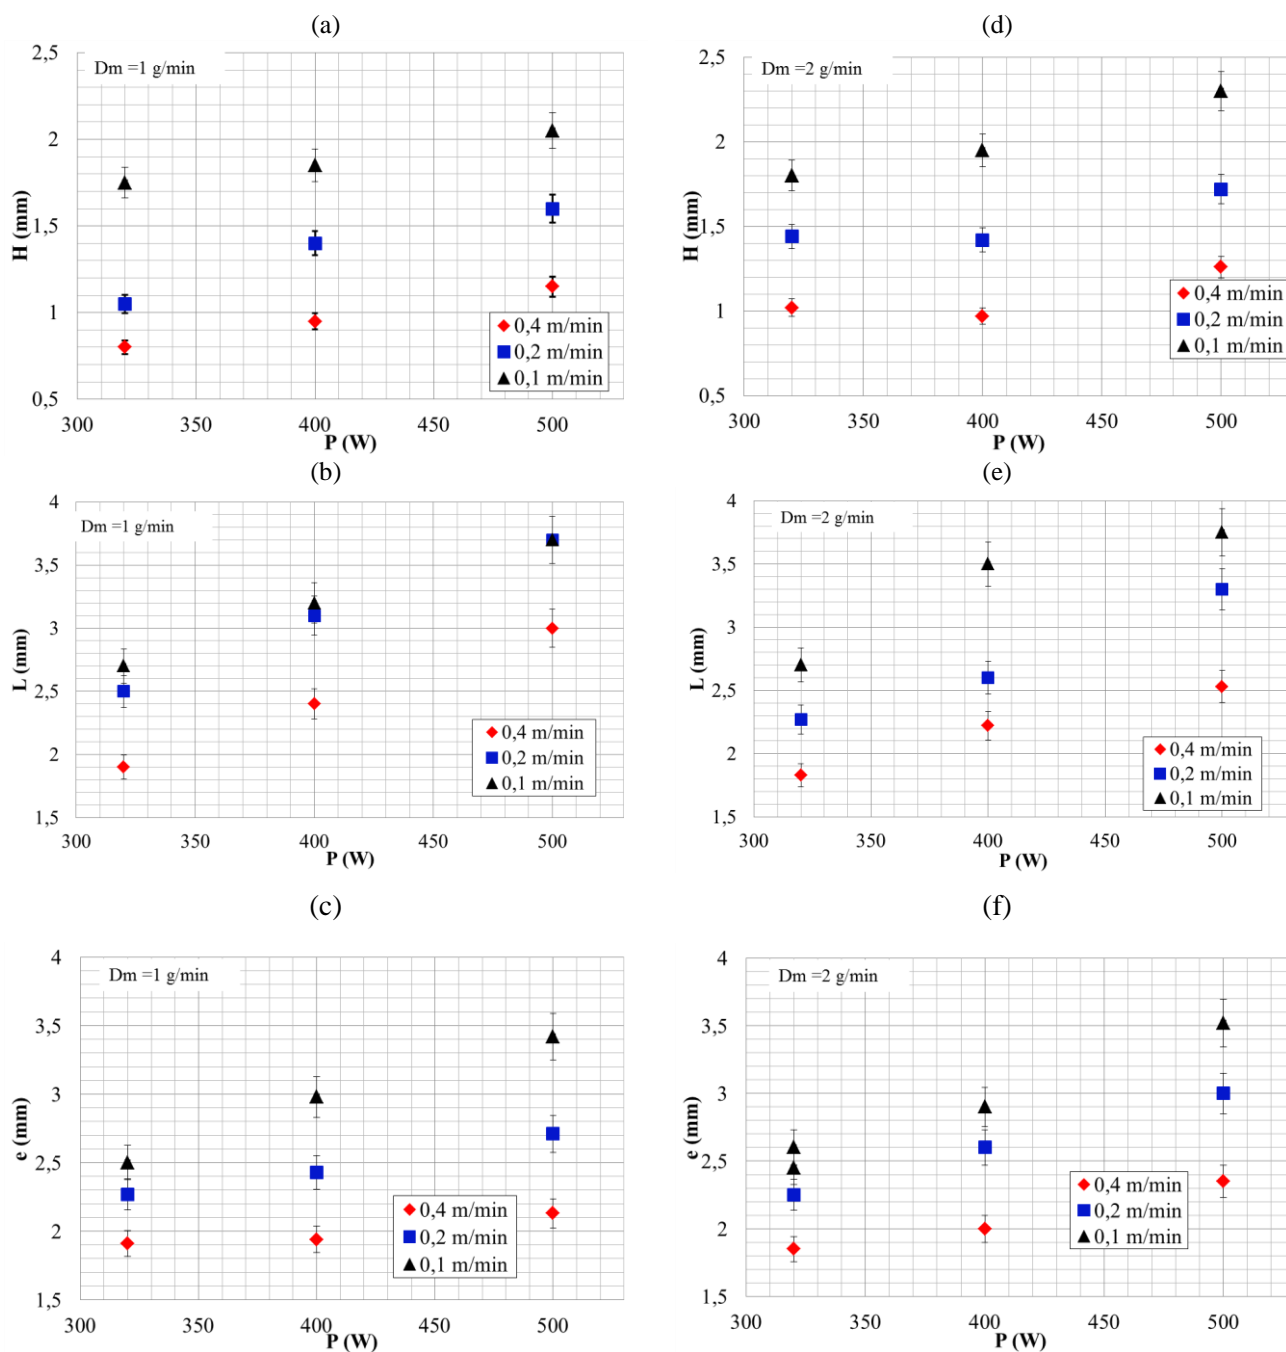 (a)
Dm =1 g/min
2,5
2
1,5
1
0,5
H (mm)
300
350
400
450
500
P (W)
0,4 m/min
0,2 m/min
0,1 m/min
(d)
Dm =2 g/min
2,5
2
1,5
1
0,5
H (mm)
300
350
400
450
500
P (W)
0,4 m/min
0,2 m/min
0,1 m/min
(b)
Dm =1 g/min
4
3,5
3
2,5
2
1,5
L (mm)
300
350
400
450
500
P (W)
0,4 m/min
0,2 m/min
0,1 m/min
(e)
Dm =2 g/min
4
3,5
3
2,5
2
1,5
L (mm)
300
350
400
450
500
P (W)
0,4 m/min
0,2 m/min
0,1 m/min
(c)
Dm =1 g/min
4
3,5
3
2,5
2
1,5
e (mm)
300
350
400
450
500
P (W)
0,4 m/min
0,2 m/min
0,1 m/min
(f)
Dm =2 g/min
4
3,5
3
2,5
2
1,5
e (mm)
300
350
400
450
500
P (W)
0,4 m/min
0,2 m/min
0,1 m/min